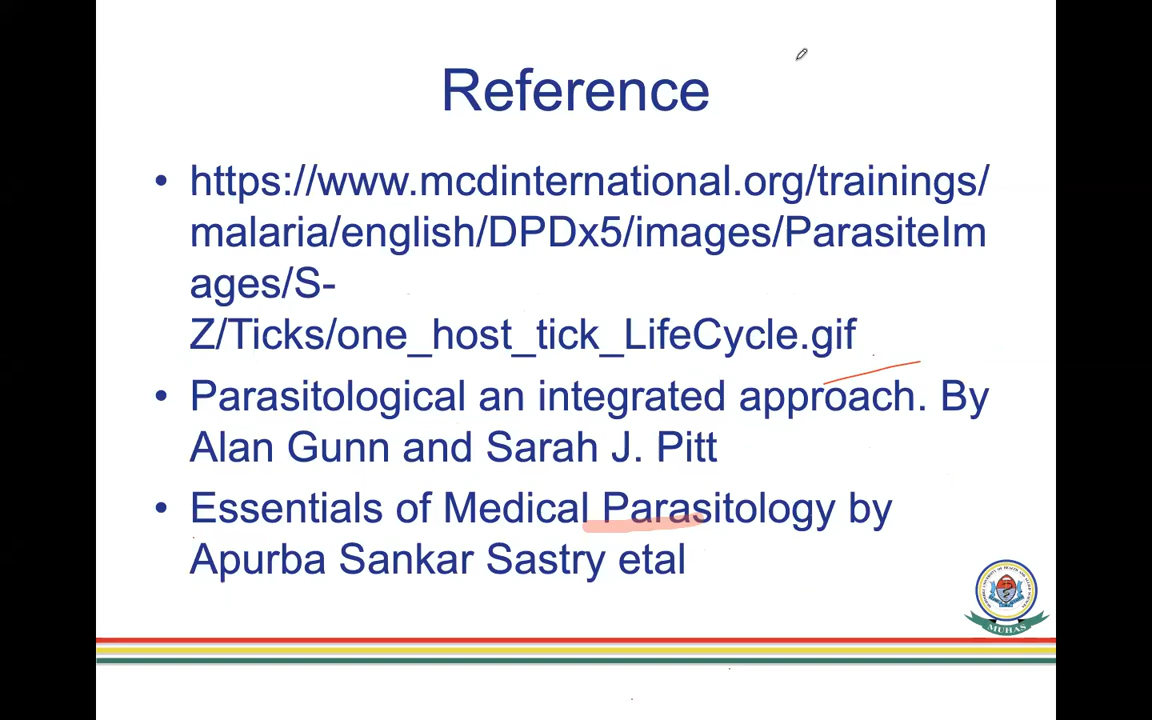 Reference
• https://www.mcdinternational.org/trainings/
malaria/english/DPDx5/images/ParasiteIm
ages/S-
Z/Ticks/one_host_tick_LifeCycle.gif
• Parasitological an integrated approach. By
Alan Gunn and Sarah J. Pitt
• Essentials of Medical Parasitology by
Apurba Sankar Sastry etal
MUHAS